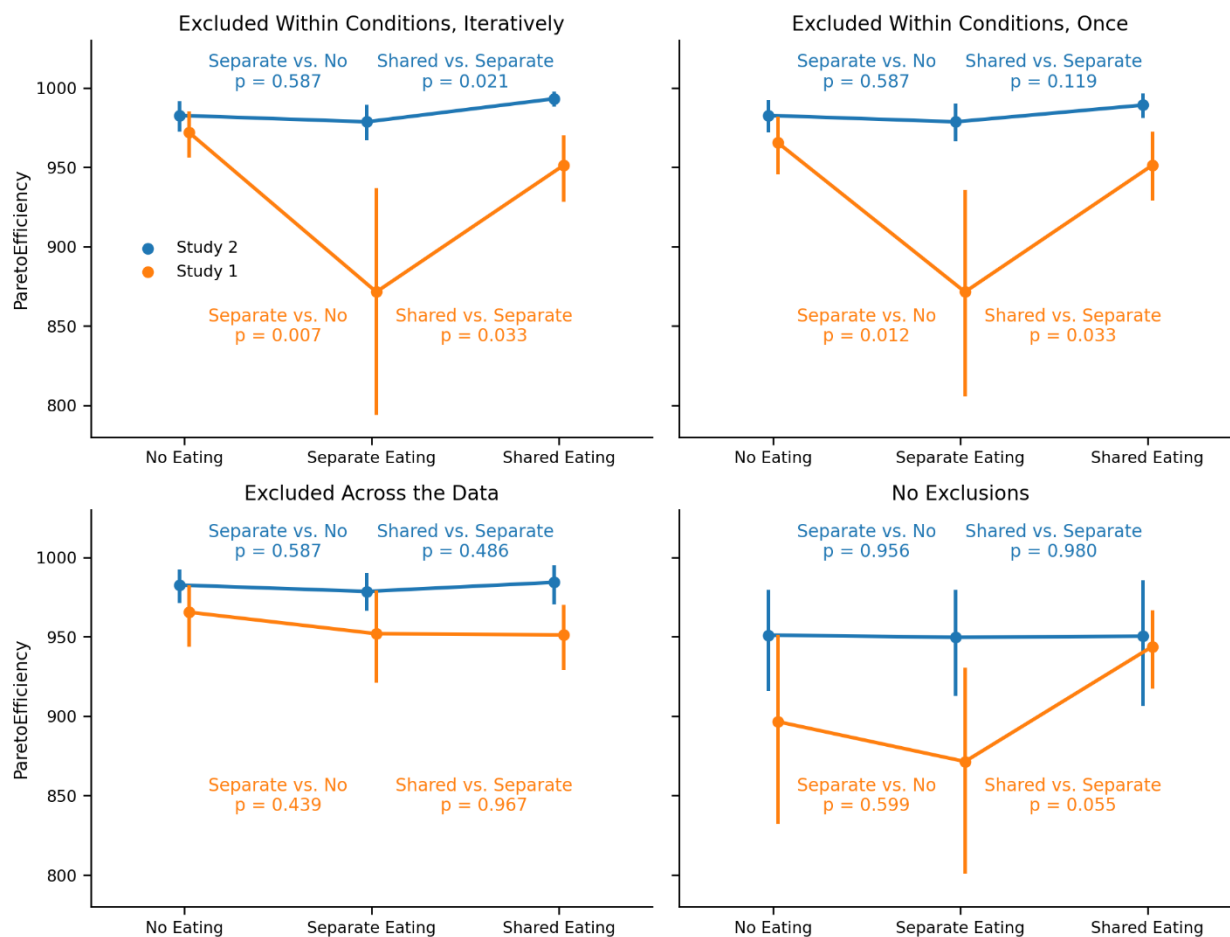 Excluded Within Conditions, Iteratively
ParetoEfficiency
1000
950
900
850
800
Separate vs. No
p = 0.587
Shared vs. Separate
p = 0.021
Study 2
Study 1
Separate vs. No
p = 0.007
Shared vs. Separate
p = 0.033
No Eating
Separate Eating
Shared Eating
Excluded Within Conditions, Once
Separate vs. No
p = 0.587
Shared vs. Separate
p = 0.119
Separate vs. No
p = 0.012
Shared vs. Separate
p = 0.033
No Eating
Separate Eating
Shared Eating
Excluded Across the Data
ParetoEfficiency
1000
950
900
850
800
Separate vs. No
p = 0.587
Shared vs. Separate
p = 0.486
Separate vs. No
p = 0.439
Shared vs. Separate
p = 0.967
No Eating
Separate Eating
Shared Eating
No Exclusions
Separate vs. No
p = 0.956
Shared vs. Separate
p = 0.980
Separate vs. No
p = 0.599
Shared vs. Separate
p = 0.055
No Eating
Separate Eating
Shared Eating